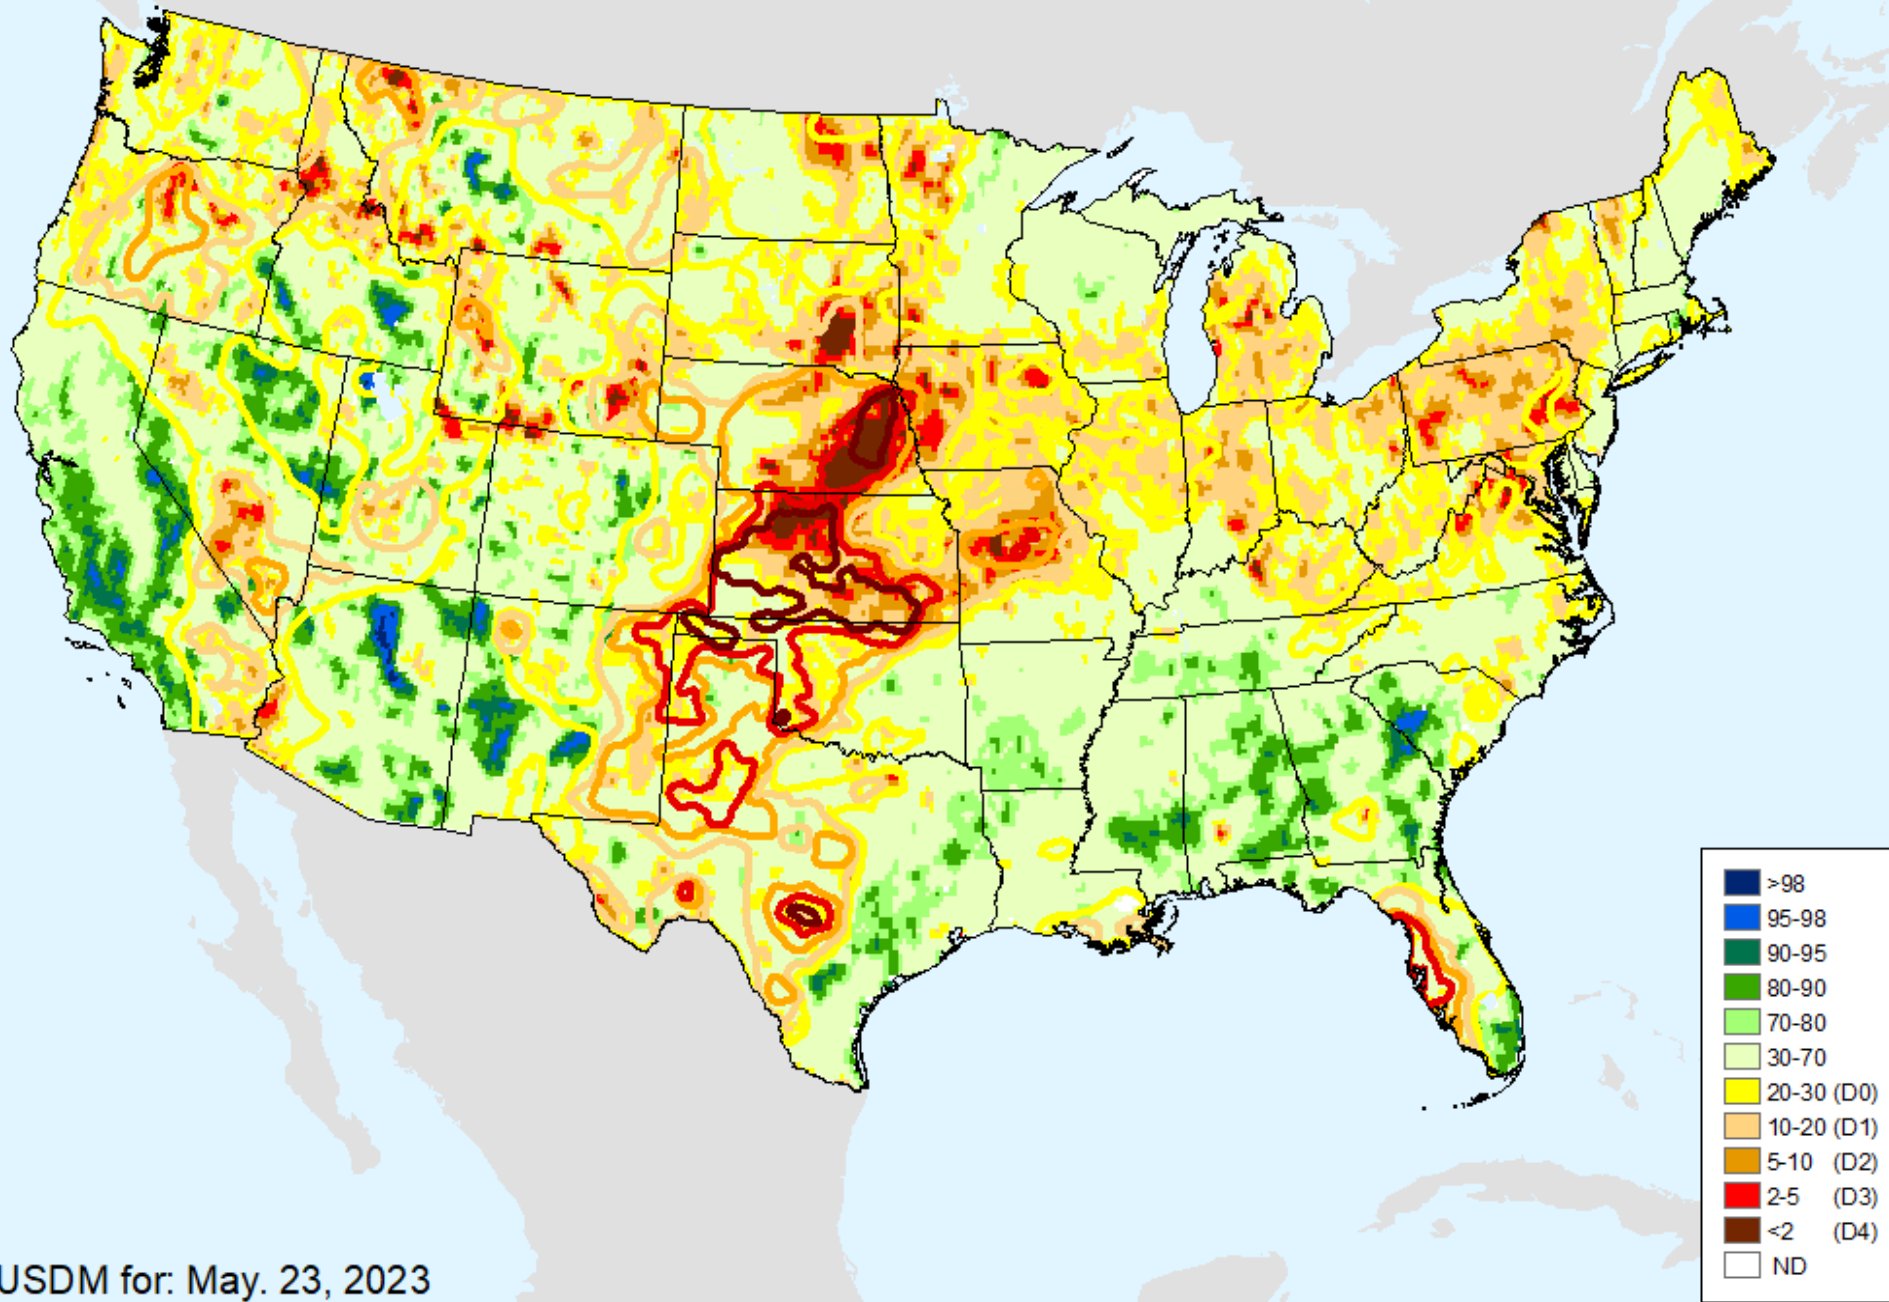 >98
95-98
90-95
80-90
70-80
30-70
20-30 (D0)
10-20 (D1)
5-10 (D2)
2-5 (D3)
<2 (D4)
ND
USDM for: May. 23, 2023